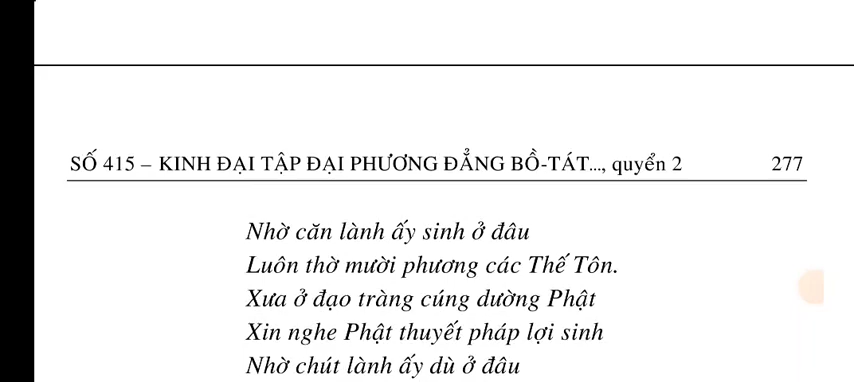 SỐ 415 – KINH ĐẠI TẬP ĐẠI PHƯƠNG ĐẲNG BỒ-TÁT..., quyển 2 277
Nhờ căn lành ấy sinh ở đâu
Luôn thờ mười phương các Thế Tôn.
Xưa ở đạo tràng cúng dường Phật
Xin nghe Phật thuyết pháp lợi sinh
Nhờ chút lành ấy dù ở đâu